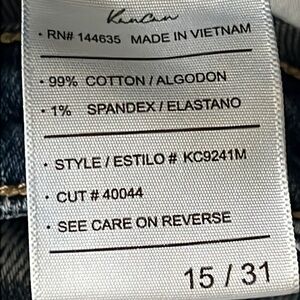 KanCan
· RN# 144635 MADE IN VIETNAM
· 99% COTTON / ALGODON
· 1% SPANDEX / ELASTANO
· STYLE / ESTILO # KC9241M
· CUT # 40044
· SEE CARE ON REVERSE
15 / 31